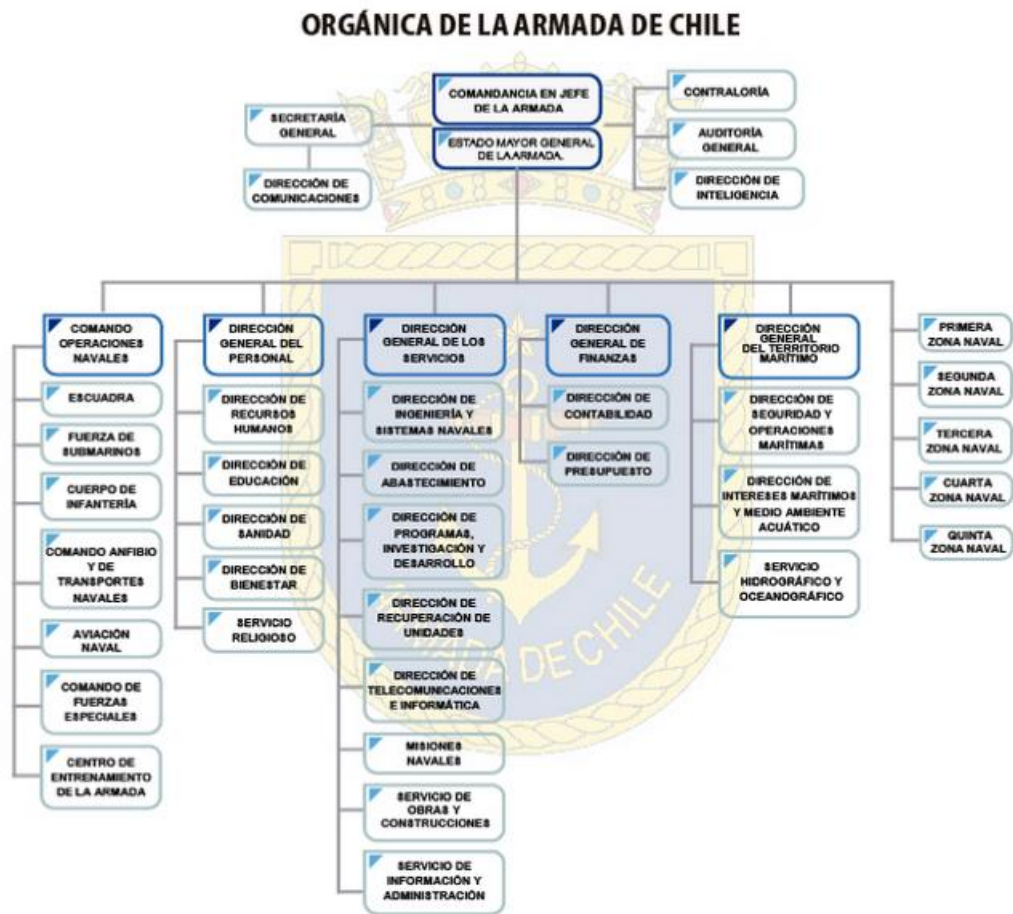 ORGÁNICA DE LA ARMADA DE CHILE
COMANDANCIA EN JEFE
DE LA ARMADA
ESTADO MAYOR GENERAL
DE LA ARMADA.
SECRETARÍA
GENERAL
DIRECCIÓN DE
COMUNICACIONES
CONTRALORÍA
AUDITORÍA
GENERAL
DIRECCIÓN DE
INTELIGENCIA
COMANDO
OPERACIONES
NAVALES
ESCUADRA
FUERZA DE
SUBMARINOS
CUERPO DE
INFANTERÍA
COMANDO ANFIBIO
Y DE
TRANSPORTES
NAVALES
AVIACIÓN
NAVAL
COMANDO DE
FUERZAS
ESPECIALES
CENTRO DE
ENTRENAMIENTO
DE LA ARMADA
DIRECCIÓN
GENERAL DEL
PERSONAL
DIRECCIÓN DE
RECURSOS
HUMANOS
DIRECCIÓN DE
EDUCACIÓN
DIRECCIÓN DE
SANIDAD
DIRECCIÓN DE
BIENESTAR
SERVICIO
RELIGIOSO
DIRECCIÓN
GENERAL DE LOS
SERVICIOS
DIRECCIÓN DE
INGENIERÍA Y
SISTEMAS NAVALES
DIRECCIÓN DE
ABASTECIMIENTO
DIRECCIÓN DE
PROGRAMAS,
INVESTIGACIÓN Y
DESARROLLO
DIRECCIÓN DE
RECUPERACIÓN DE
UNIDADES
DIRECCIÓN DE
TELECOMUNICACIONES
E INFORMÁTICA
MISIONES
NAVALES
SERVICIO DE
OBRAS Y
CONSTRUCCIONES
SERVICIO DE
INFORMACIÓN Y
ADMINISTRACIÓN
DIRECCIÓN
GENERAL DE
FINANZAS
DIRECCIÓN DE
CONTABILIDAD
DIRECCIÓN DE
PRESUPUESTO
DIRECCIÓN
GENERAL
DEL TERRITORIO
MARÍTIMO
DIRECCIÓN DE
SEGURIDAD Y
OPERACIONES
MARÍTIMAS
DIRECCIÓN DE
INTERESES MARÍTIMOS
Y MEDIO AMBIENTE
ACUÁTICO
SERVICIO
HIDROGRÁFICO Y
OCEANOGRÁFICO
PRIMERA
ZONA NAVAL
SEGUNDA
ZONA NAVAL
TERCERA
ZONA NAVAL
CUARTA
ZONA NAVAL
QUINTA
ZONA NAVAL
ARMADA DE CHILE